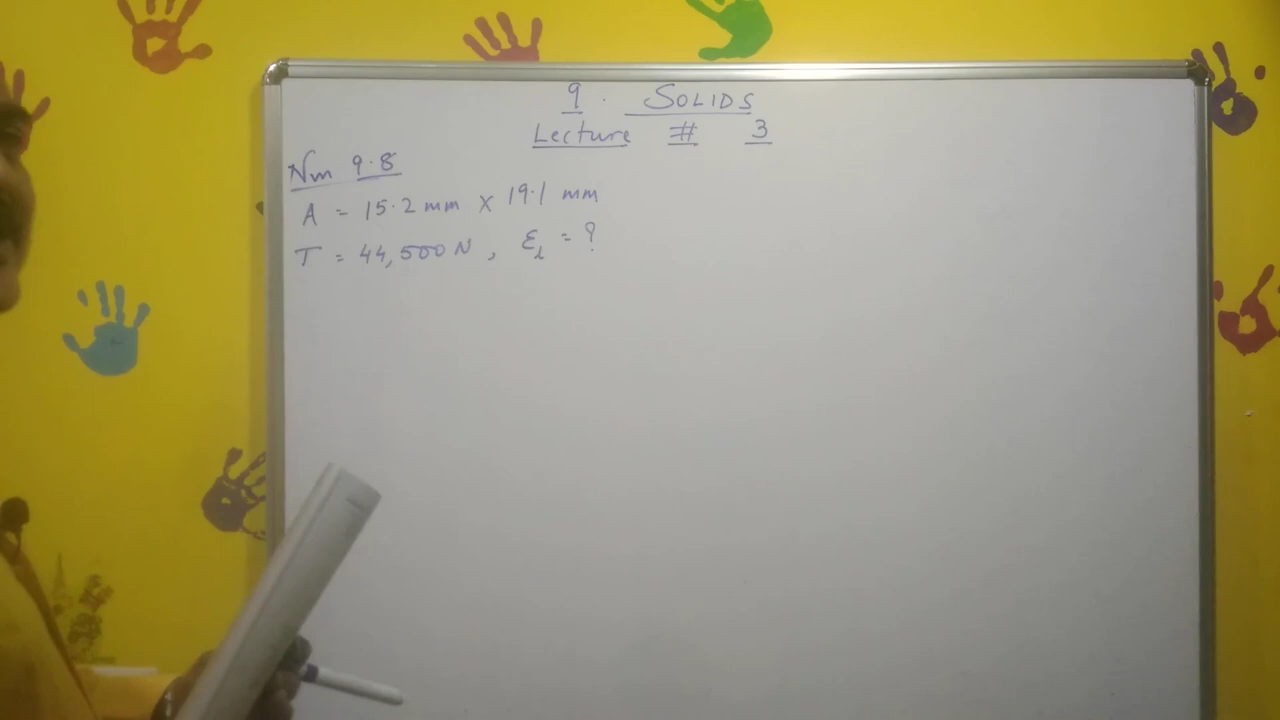 9. SOLIDS
Lecture # 3
Nm 9.8
A = 15.2 mm x 19.1 mm
T = 44,500 N, ε_l = ?